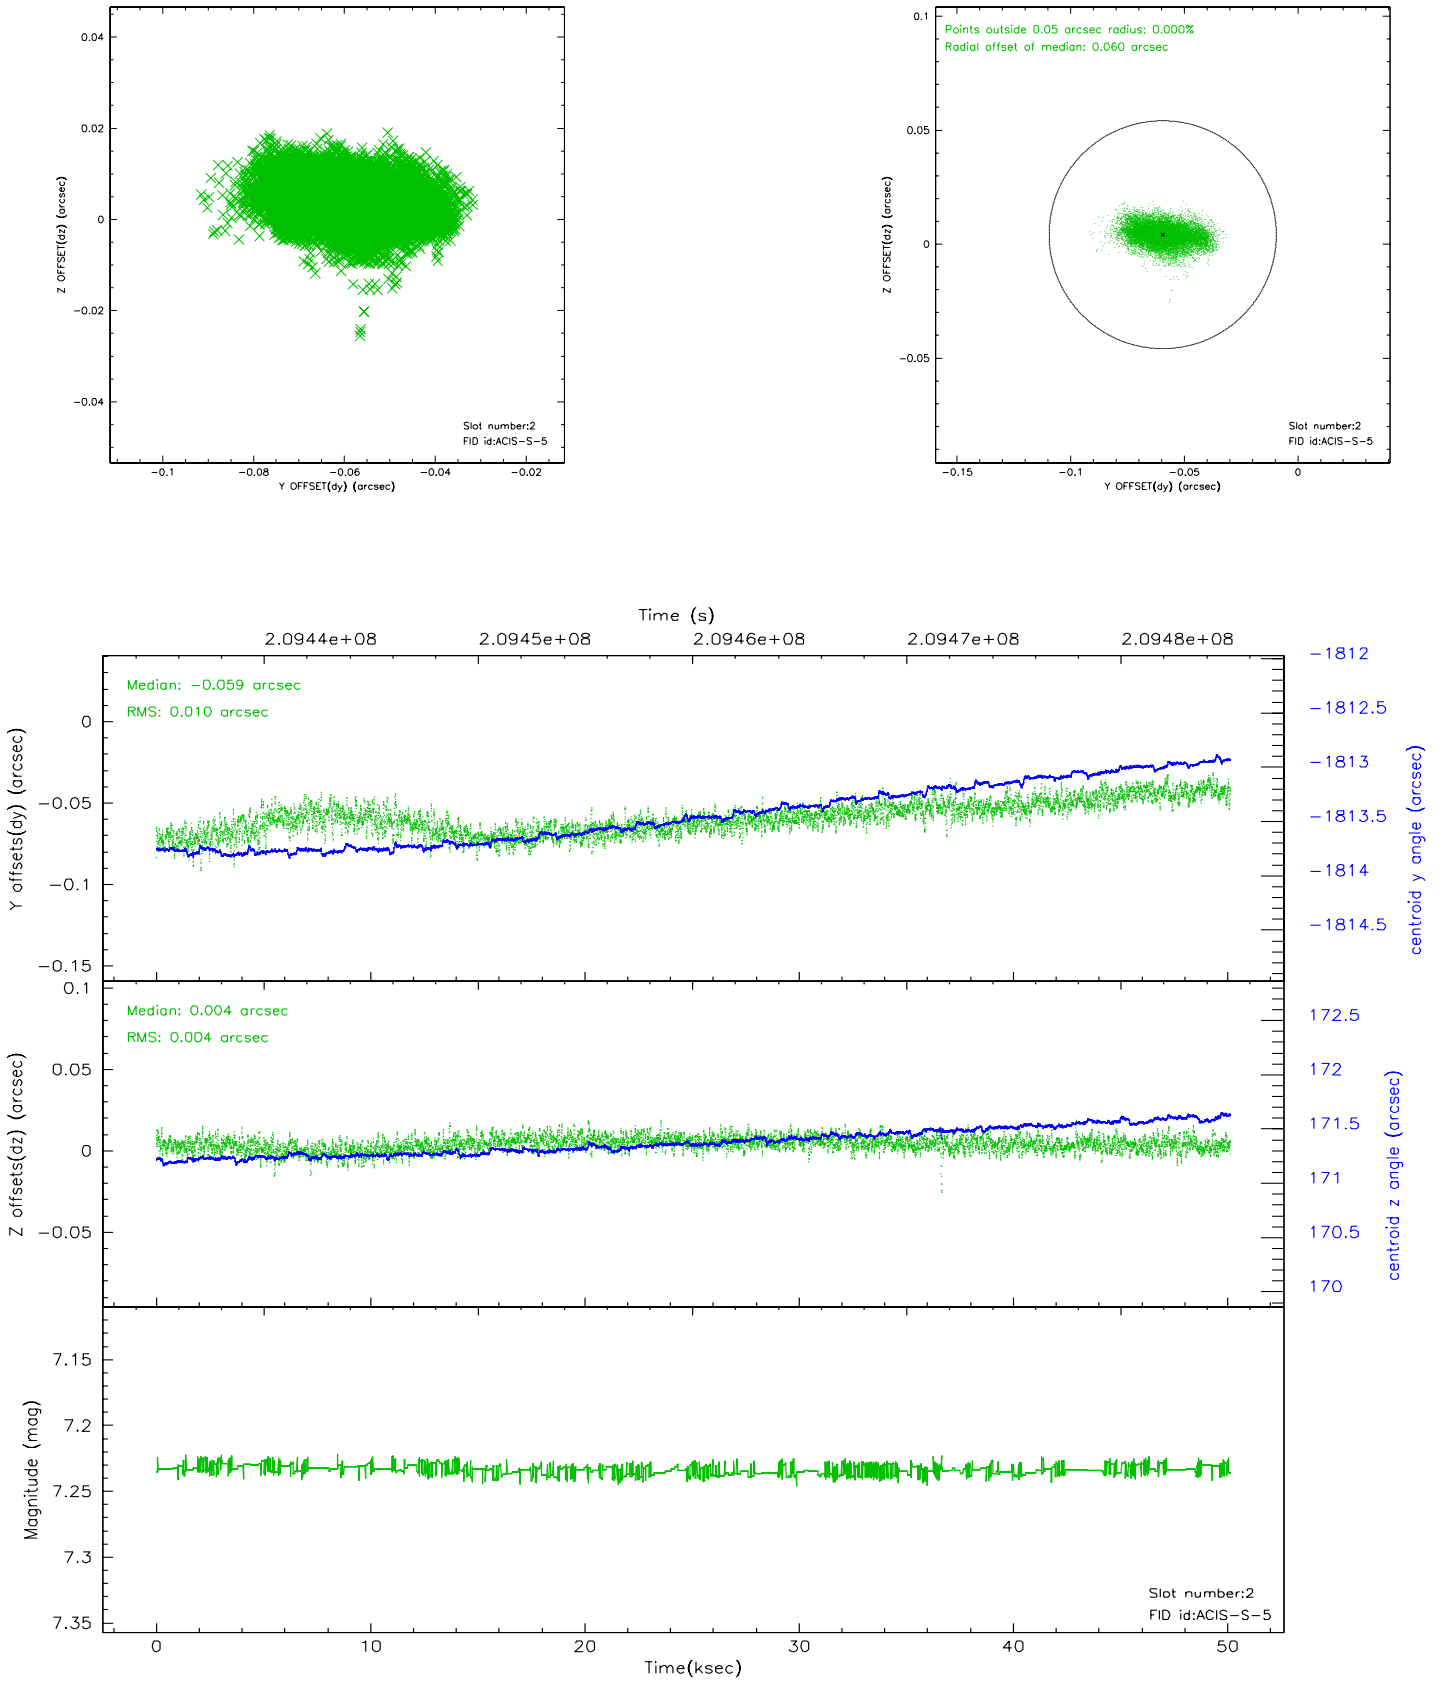 0.04
0.02
0
−0.02
−0.04
Z OFFSET(dz) (arcsec)
Slot number:2
FID id:ACIS−S−5
−0.1 −0.08 −0.06 −0.04 −0.02
Y OFFSET(dy) (arcsec)
Points outside 0.05 arcsec radius: 0.000%
Radial offset of median: 0.060 arcsec
0.1
0.05
0
−0.05
Z OFFSET(dz) (arcsec)
Slot number:2
FID id:ACIS−S−5
−0.15 −0.1 −0.05 0
Y OFFSET(dy) (arcsec)
Time (s)
2.0944e+08 2.0945e+08 2.0946e+08 2.0947e+08 2.0948e+08
Median: −0.059 arcsec
RMS: 0.010 arcsec
0
−0.05
−0.1
−0.15
Y offsets(dy) (arcsec)
−1812
−1812.5
−1813
−1813.5
−1814
−1814.5
centroid y angle (arcsec)
Median: 0.004 arcsec
RMS: 0.004 arcsec
0.1
0.05
0
−0.05
Z offsets(dz) (arcsec)
172.5
172
171.5
171
170.5
170
centroid z angle (arcsec)
7.15
7.2
7.25
7.3
7.35
Magnitude (mag)
Slot number:2
FID id:ACIS−S−5
0 10 20 30 40 50
Time(ksec)